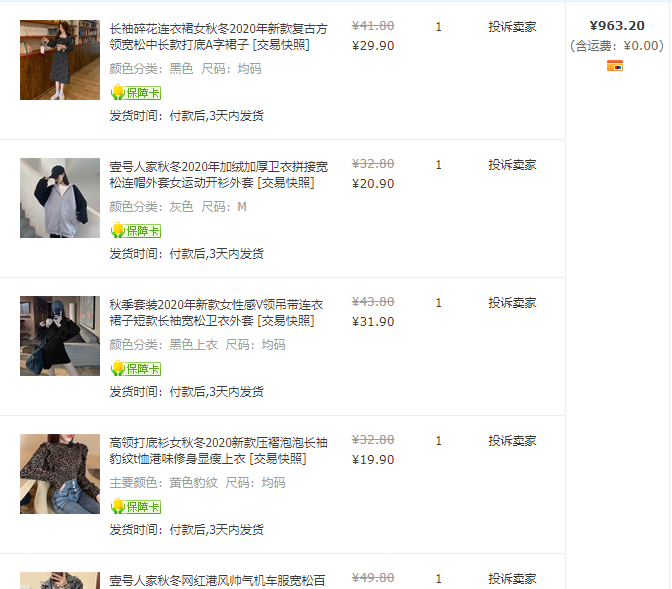 长袖碎花连衣裙女秋冬2020年新款复古方
领宽松中长款打底A字裙子 [交易快照]
颜色分类：黑色 尺码：均码
保障卡
发货时间：付款后,3天内发货
¥41.80
¥29.90
1
投诉卖家
¥963.20
(含运费：¥0.00)
壹号人家秋冬2020年加绒加厚卫衣拼接宽
松连帽外套女运动开衫外套 [交易快照]
颜色分类：灰色 尺码：M
保障卡
发货时间：付款后,3天内发货
¥32.80
¥20.90
1
投诉卖家
秋季套装2020年新款女性感V领吊带连衣
裙子短款长袖宽松卫衣外套 [交易快照]
颜色分类：黑色上衣 尺码：均码
保障卡
发货时间：付款后,3天内发货
¥43.80
¥31.90
1
投诉卖家
高领打底衫女秋冬2020新款压褶泡泡长袖
豹纹t恤港味修身显瘦上衣 [交易快照]
主要颜色：黄色豹纹 尺码：均码
保障卡
发货时间：付款后,3天内发货
¥32.80
¥19.90
1
投诉卖家
壹号人家秋冬网红港风帅气机车服宽松百
¥49.80
1
投诉卖家